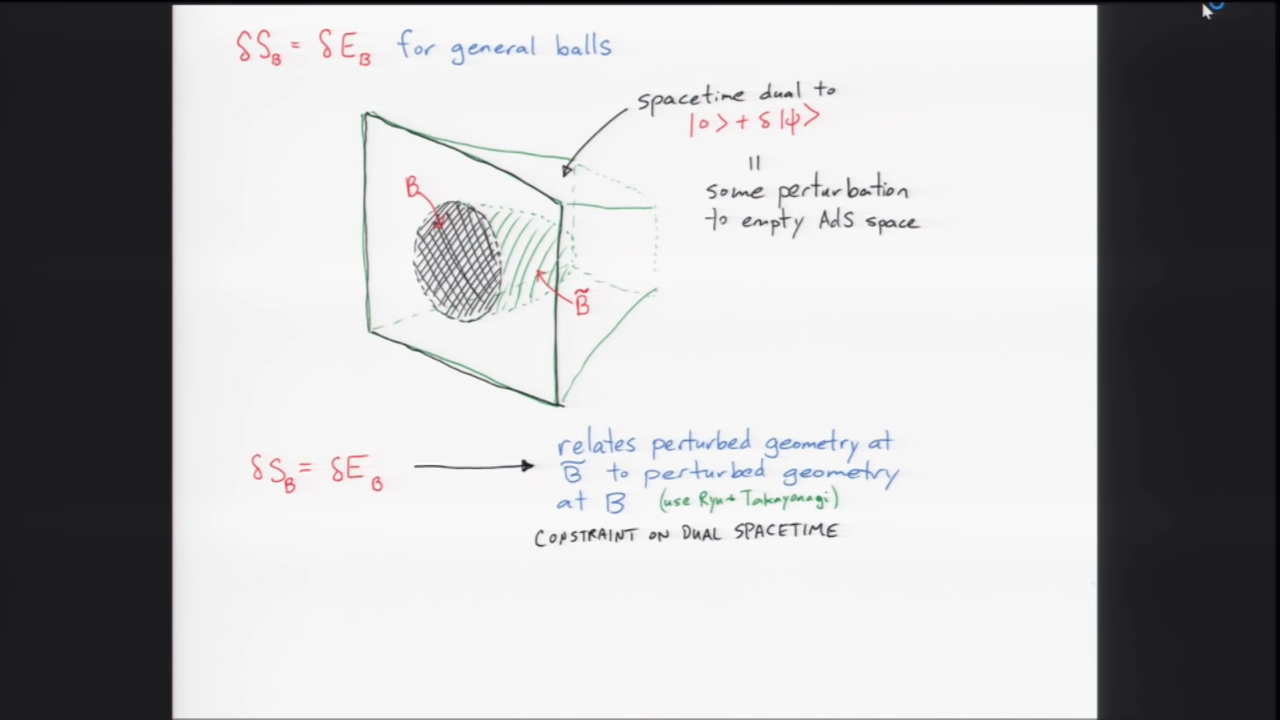 δS_B = δE_B for general balls
spacetime dual to
|0> + δ|ψ>
=
some perturbation
to empty AdS space
B
B̃
δS_B = δE_B
relates perturbed geometry at
B̃ to perturbed geometry
at B (use Ryu + Takayanagi)
CONSTRAINT ON DUAL SPACETIME